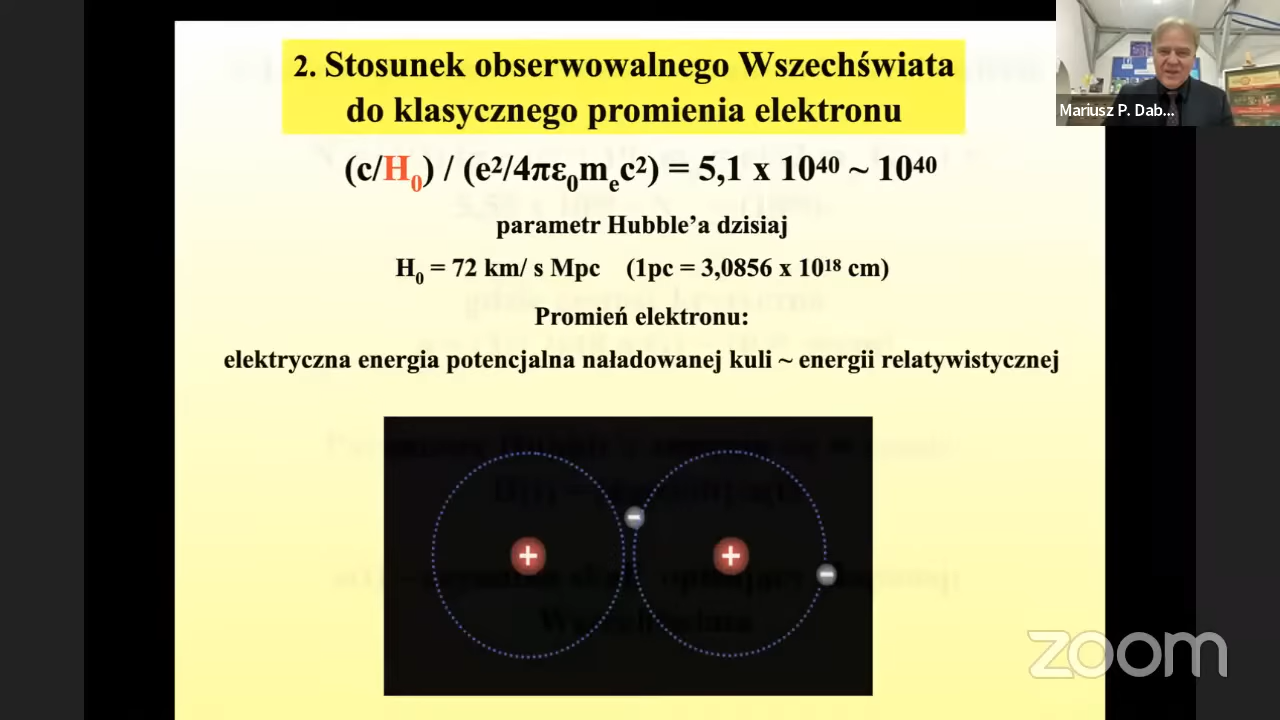 2. Stosunek obserwowalnego Wszechświata
do klasycznego promienia elektronu
(c/H₀) / (e²/4πε₀mₑc²) = 5,1 x 10⁴⁰ ~ 10⁴⁰
parametr Hubble’a dzisiaj
H₀ = 72 km/ s Mpc (1pc = 3,0856 x 10¹⁸ cm)
Promień elektronu:
elektryczna energia potencjalna naładowanej kuli ~ energii relatywistycznej
+
−
+
−
Mariusz P. Dab...
zoom